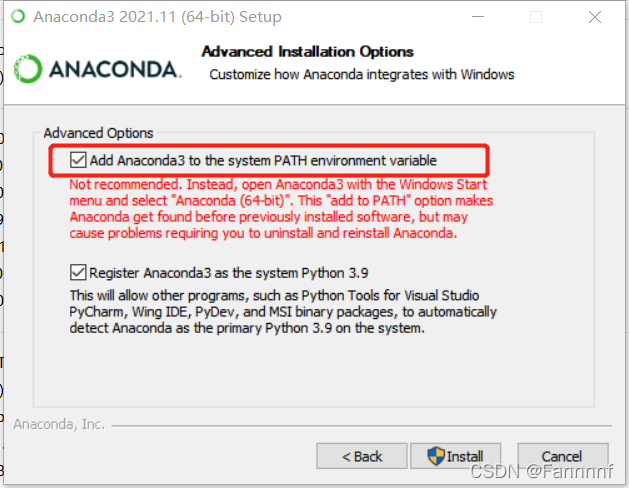 Anaconda3 2021.11 (64-bit) Setup
ANACONDA.
Advanced Installation Options
Customize how Anaconda integrates with Windows
Advanced Options
Add Anaconda3 to the system PATH environment variable
Not recommended. Instead, open Anaconda3 with the Windows Start
menu and select "Anaconda (64-bit)". This "add to PATH" option makes
Anaconda get found before previously installed software, but may
cause problems requiring you to uninstall and reinstall Anaconda.
Register Anaconda3 as the system Python 3.9
This will allow other programs, such as Python Tools for Visual Studio
PyCharm, Wing IDE, PyDev, and MSI binary packages, to automatically
detect Anaconda as the primary Python 3.9 on the system.
Anaconda, Inc.
< Back
Install
Cancel
CSDN @Fannnnf